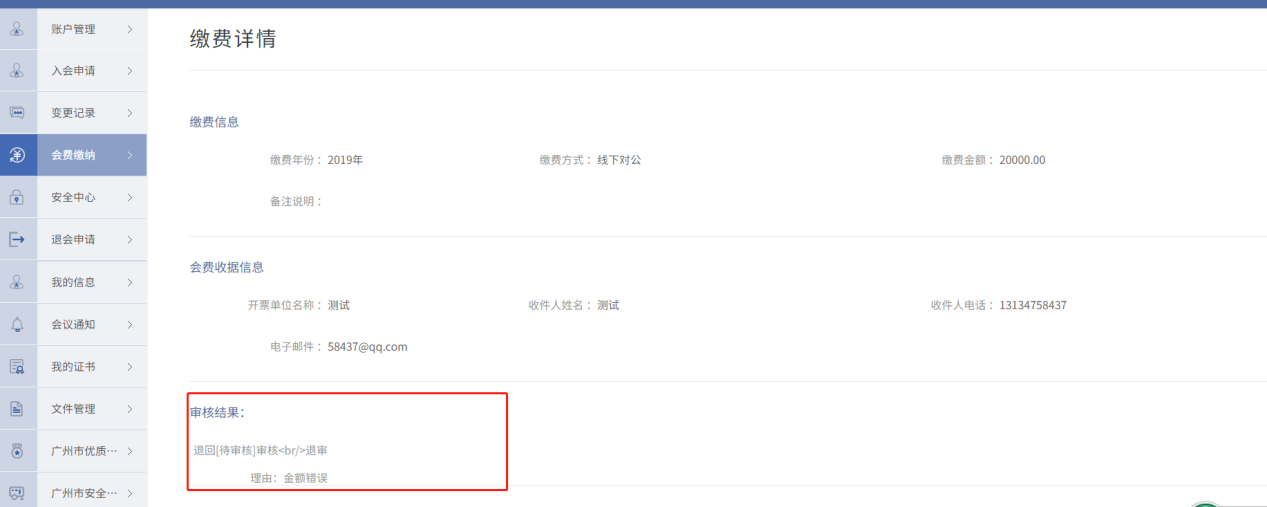 账户管理
入会申请
变更记录
会费缴纳
安全中心
退会申请
我的信息
会议通知
我的证书
文件管理
广州市优质…
广州市安全…
缴费详情
缴费信息
缴费年份： 2019年 缴费方式： 线下对公 缴费金额： 20000.00
备注说明：
会费收据信息
开票单位名称： 测试 收件人姓名： 测试 收件人电话： 13134758437
电子邮件： 58437@qq.com
审核结果：
退回[待审核]审核<br/>退审
理由：金额错误